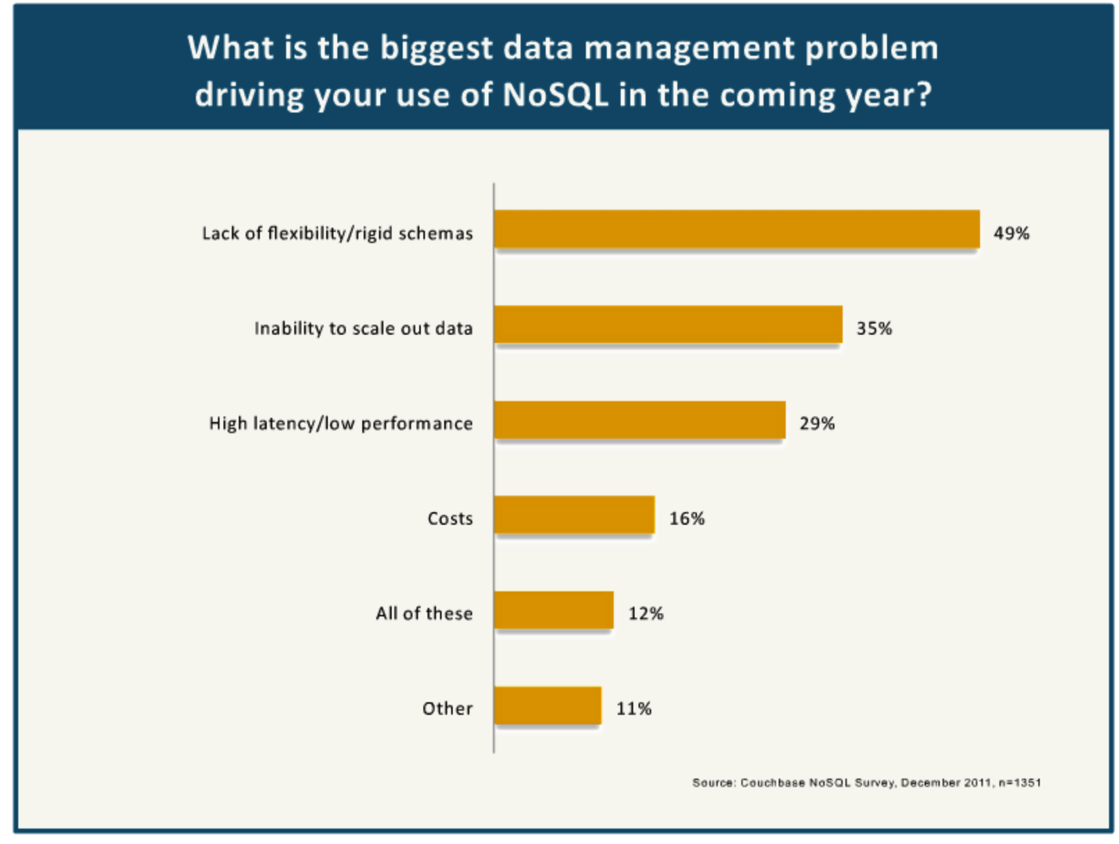 What is the biggest data management problem
driving your use of NoSQL in the coming year?
Lack of flexibility/rigid schemas 49%
Inability to scale out data 35%
High latency/low performance 29%
Costs 16%
All of these 12%
Other 11%
Source: Couchbase NoSQL Survey, December 2011, n=1351